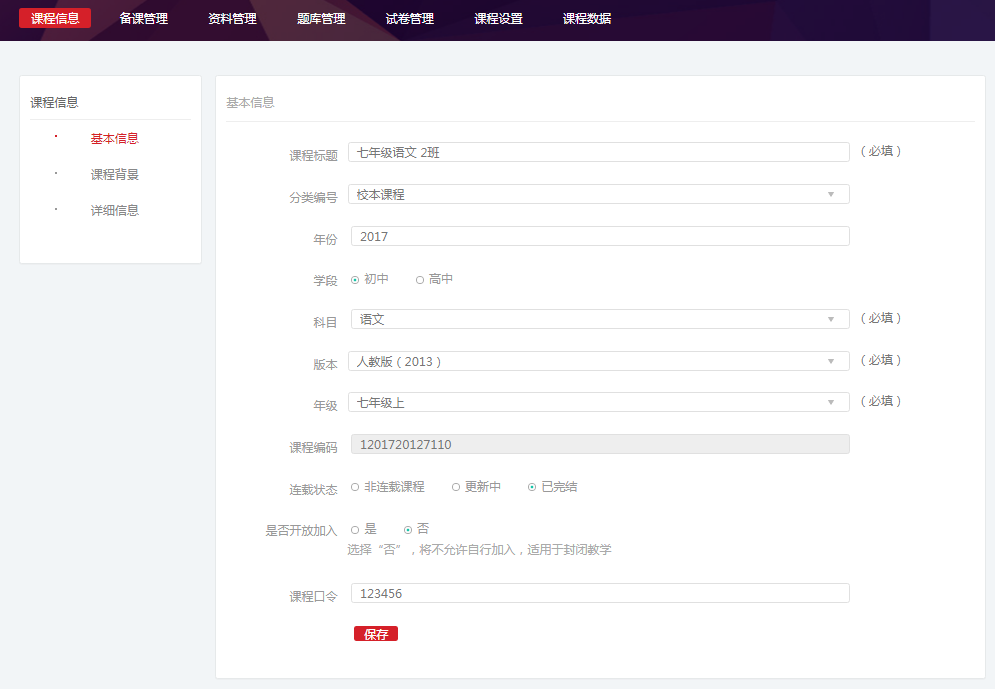 课程信息 备课管理 资料管理 题库管理 试卷管理 课程设置 课程数据
课程信息
基本信息
课程背景
详细信息
基本信息
课程标题 七年级语文 2班 （必填）
分类编号 校本课程
年份 2017
学段 初中 高中
科目 语文 （必填）
版本 人教版（2013） （必填）
年级 七年级上 （必填）
课程编码 1201720127110
连载状态 非连载课程 更新中 已完结
是否开放加入 是 否
选择“否”，将不允许自行加入，适用于封闭教学
课程口令 123456
保存